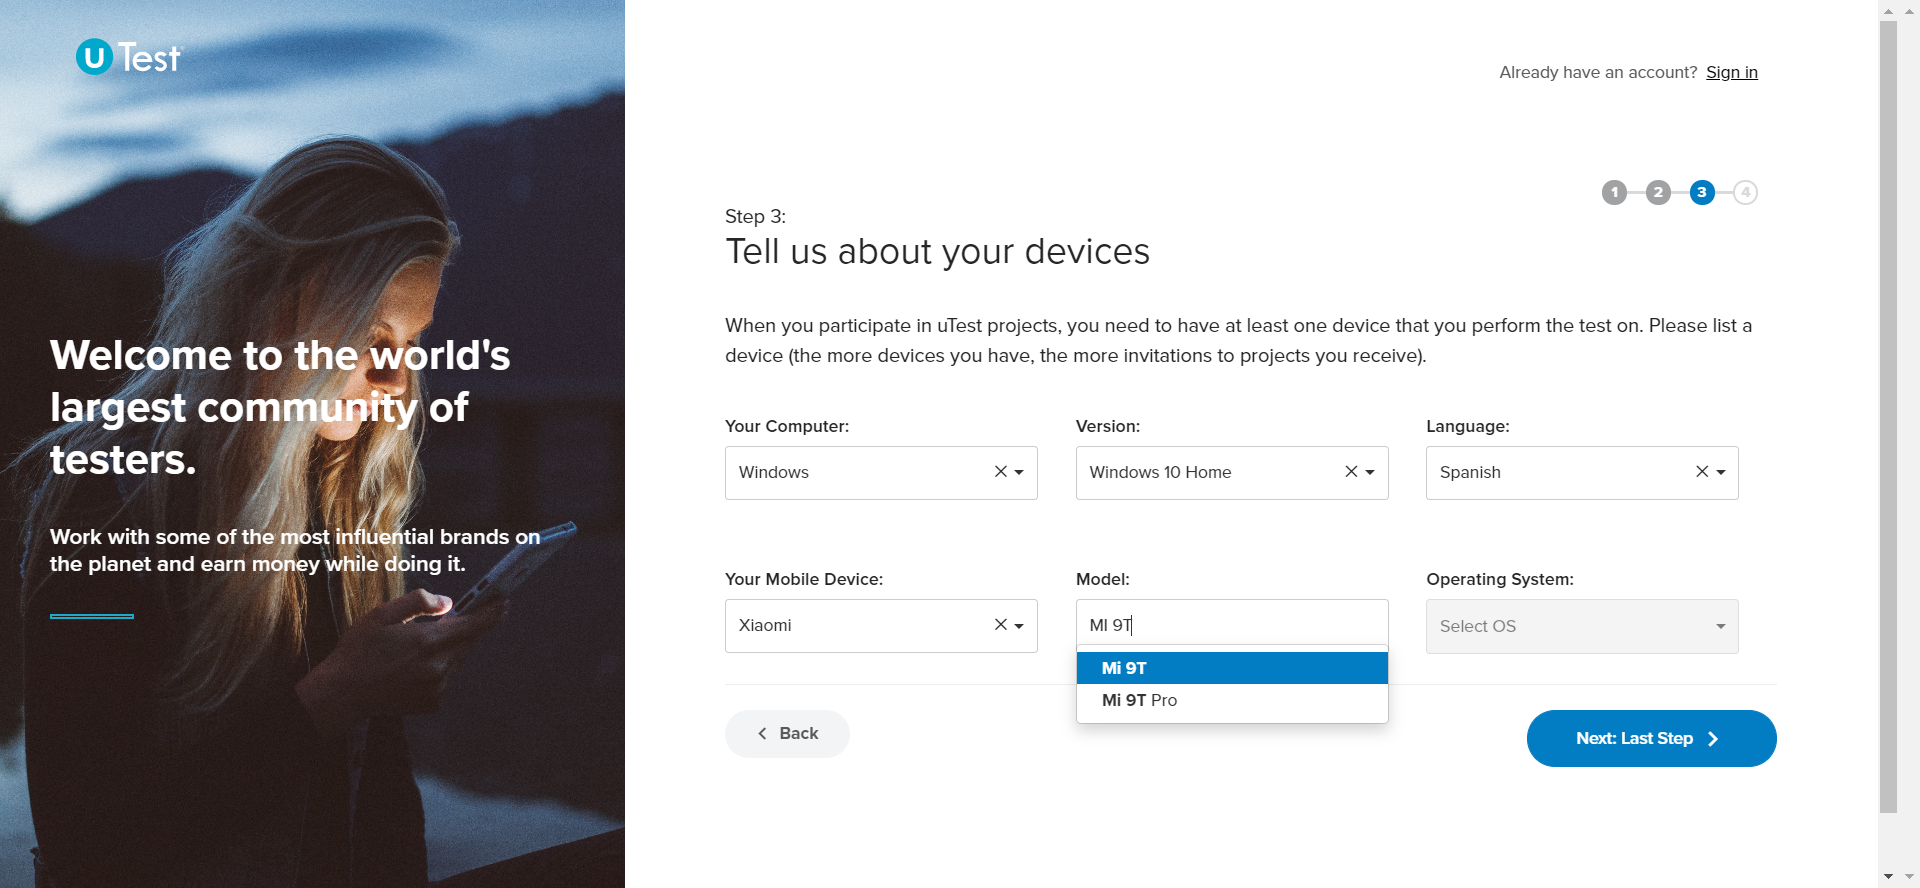 U Test
Already have an account? Sign in
1 2 3 4
Step 3:
Tell us about your devices
When you participate in uTest projects, you need to have at least one device that you perform the test on. Please list a
device (the more devices you have, the more invitations to projects you receive).
Welcome to the world's
largest community of
testers.
Work with some of the most influential brands on
the planet and earn money while doing it.
Your Computer: Version: Language:
Windows Windows 10 Home Spanish
Your Mobile Device: Model: Operating System:
Xiaomi MI 9T Select OS
Mi 9T
Mi 9T Pro
Back
Next: Last Step